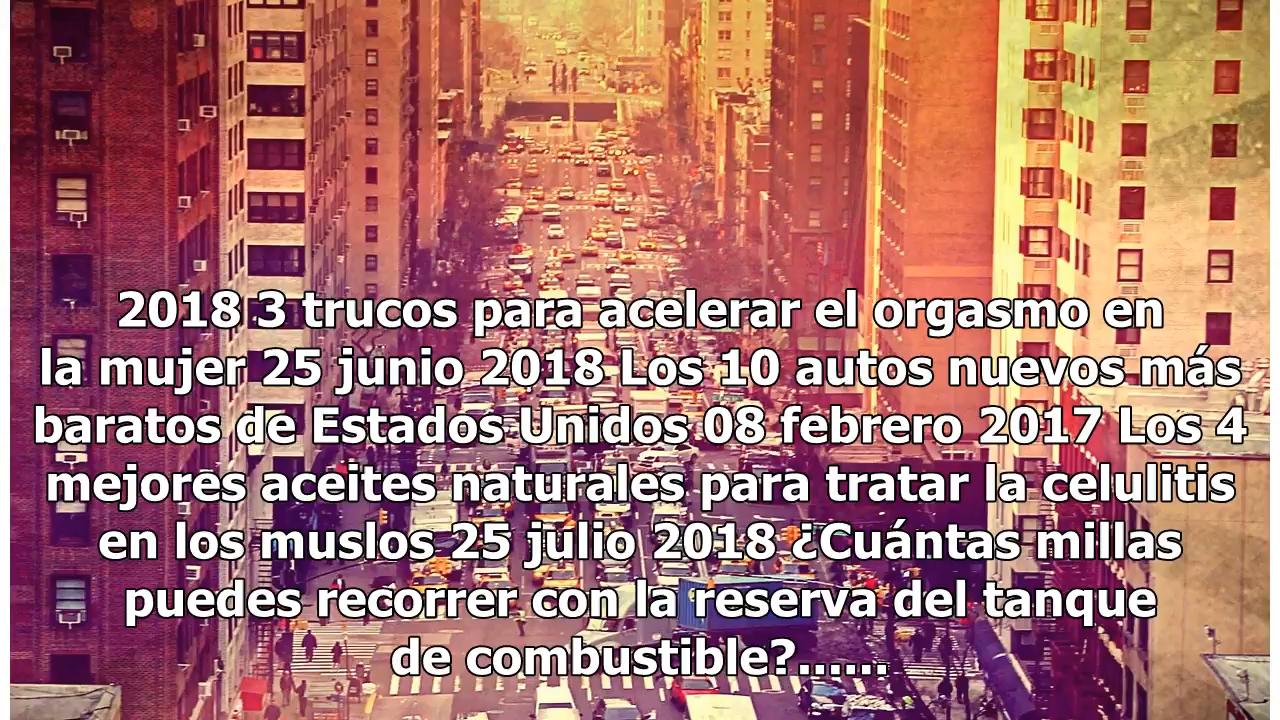 2018 3 trucos para acelerar el orgasmo en
la mujer 25 junio 2018 Los 10 autos nuevos más
baratos de Estados Unidos 08 febrero 2017 Los 4
mejores aceites naturales para tratar la celulitis
en los muslos 25 julio 2018 ¿Cuántas millas
puedes recorrer con la reserva del tanque
de combustible?......